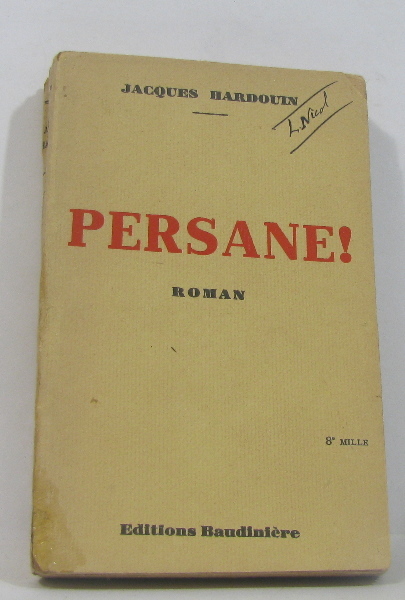 JACQUES HARDOUIN
L. Nicol
PERSANE!
ROMAN
8e MILLE
Editions Baudinière